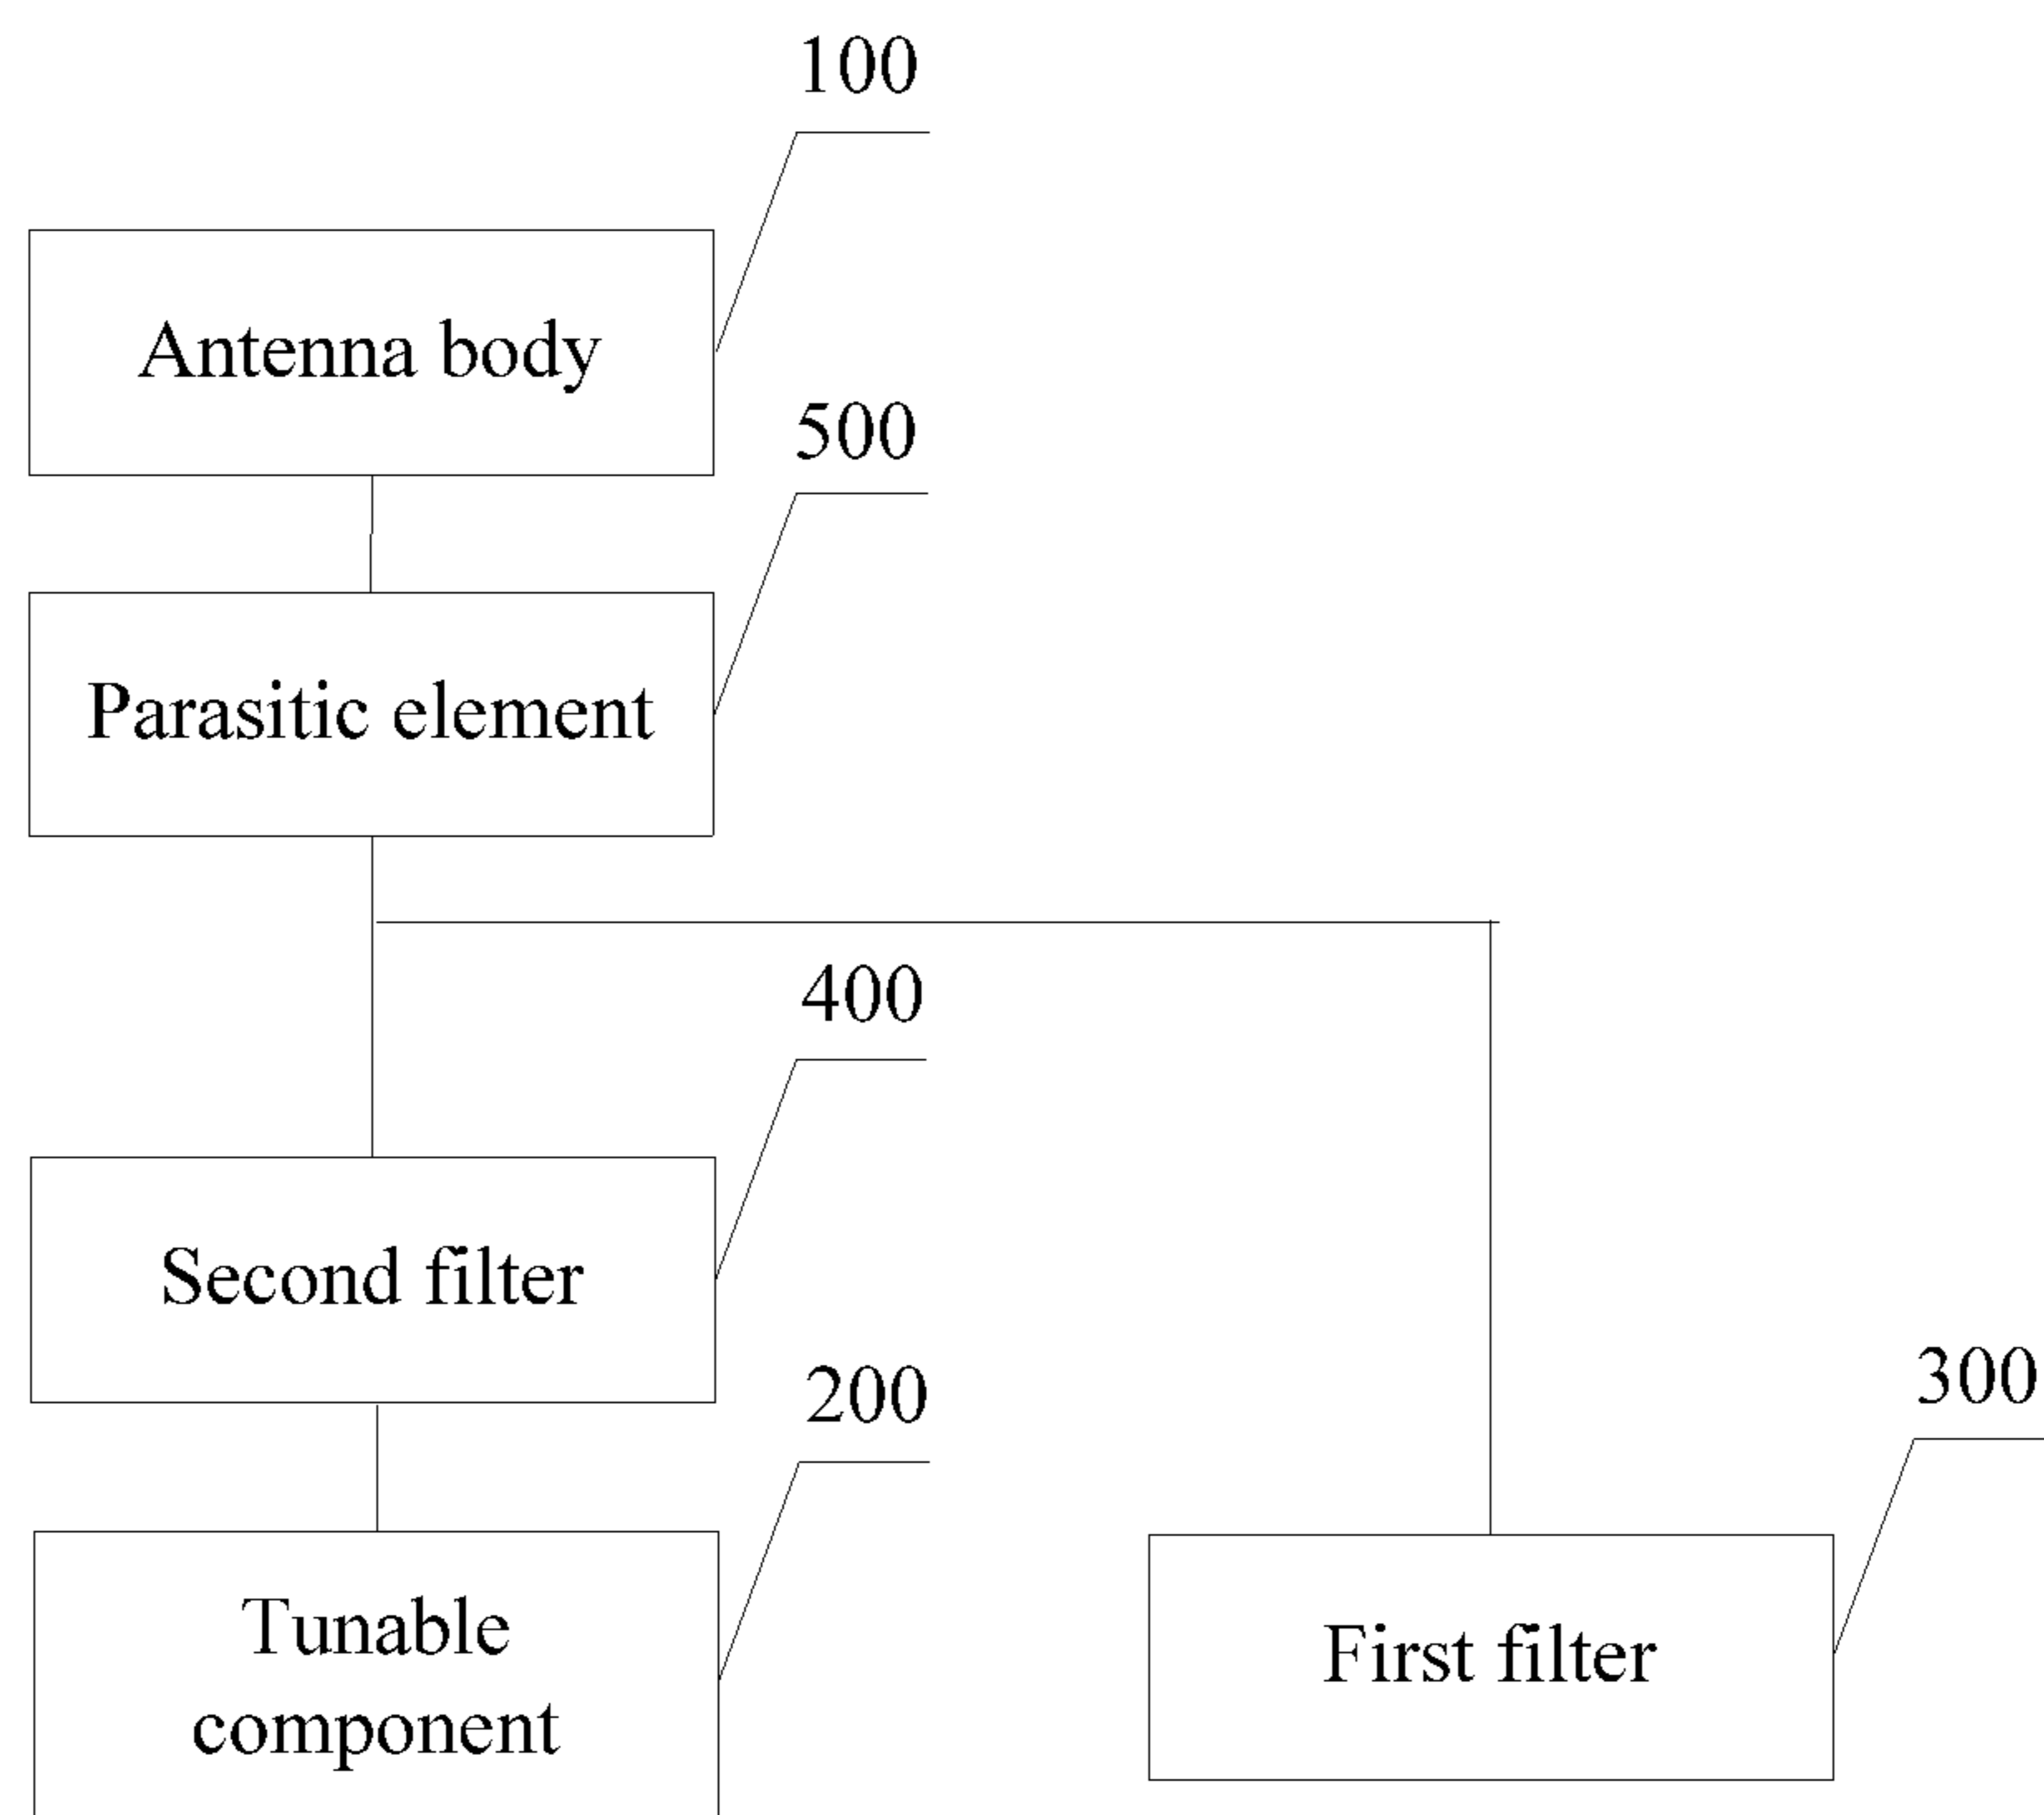 100
Antenna body
500
Parasitic element
400
Second filter
200
300
Tunable
component
First filter